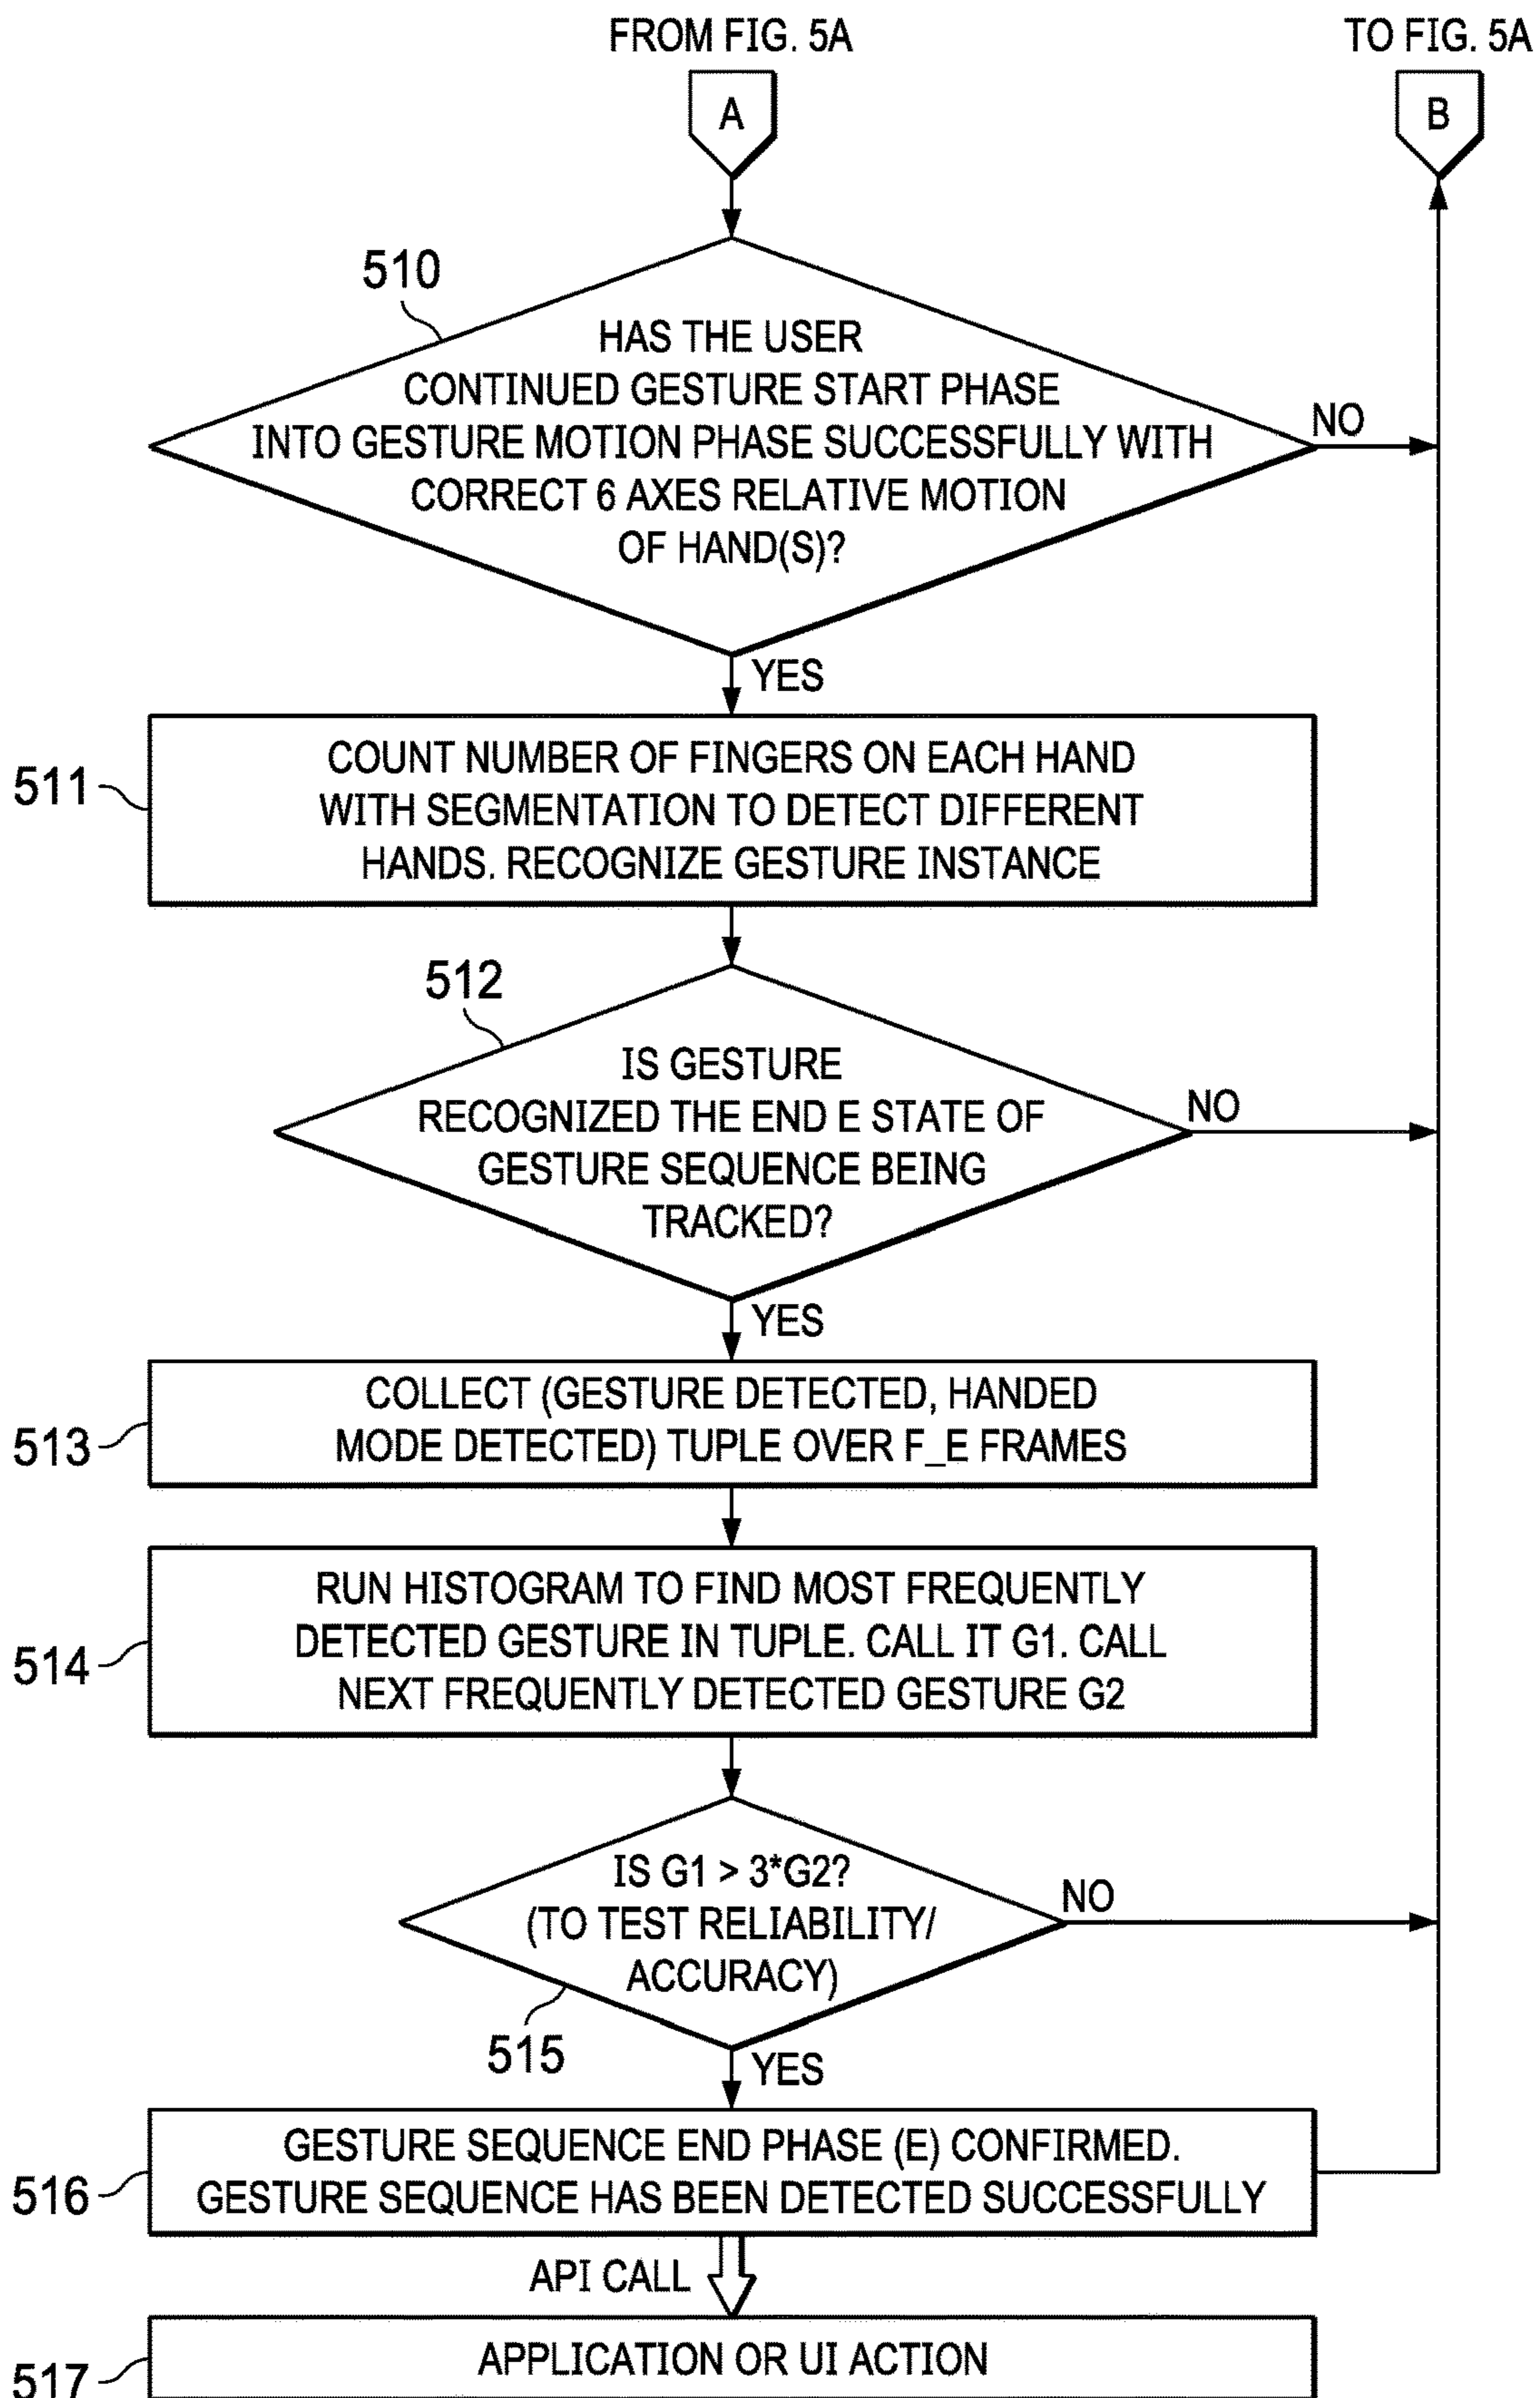 FROM FIG. 5A
TO FIG. 5A
A
B
510
HAS THE USER
CONTINUED GESTURE START PHASE
INTO GESTURE MOTION PHASE SUCCESSFULLY WITH
CORRECT 6 AXES RELATIVE MOTION
OF HAND(S)?
NO
YES
511
COUNT NUMBER OF FINGERS ON EACH HAND
WITH SEGMENTATION TO DETECT DIFFERENT
HANDS. RECOGNIZE GESTURE INSTANCE
512
IS GESTURE
RECOGNIZED THE END E STATE OF
GESTURE SEQUENCE BEING
TRACKED?
NO
YES
513
COLLECT (GESTURE DETECTED, HANDED
MODE DETECTED) TUPLE OVER F_E FRAMES
514
RUN HISTOGRAM TO FIND MOST FREQUENTLY
DETECTED GESTURE IN TUPLE. CALL IT G1. CALL
NEXT FREQUENTLY DETECTED GESTURE G2
IS G1 > 3*G2?
(TO TEST RELIABILITY/
ACCURACY)
NO
515
YES
516
GESTURE SEQUENCE END PHASE (E) CONFIRMED.
GESTURE SEQUENCE HAS BEEN DETECTED SUCCESSFULLY
API CALL
517
APPLICATION OR UI ACTION